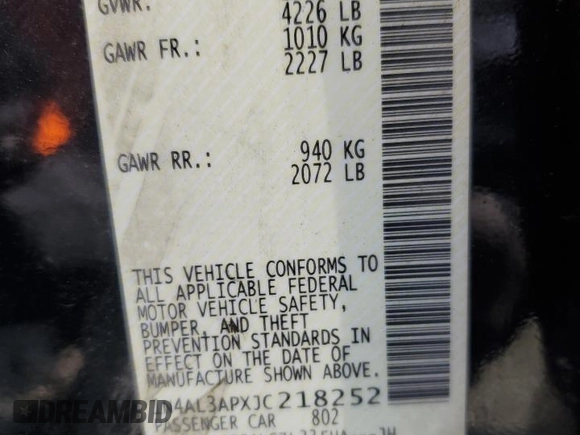 GVWR:
4226 LB
GAWR FR.: 1010 KG
2227 LB
GAWR RR.: 940 KG
2072 LB
THIS VEHICLE CONFORMS TO
ALL APPLICABLE FEDERAL
MOTOR VEHICLE SAFETY,
BUMPER, AND THEFT
PREVENTION STANDARDS IN
EFFECT ON THE DATE OF
MANUFACTURE SHOWN ABOVE.
4AL3APXJC218252
PASSENGER CAR 802
DREAMBID